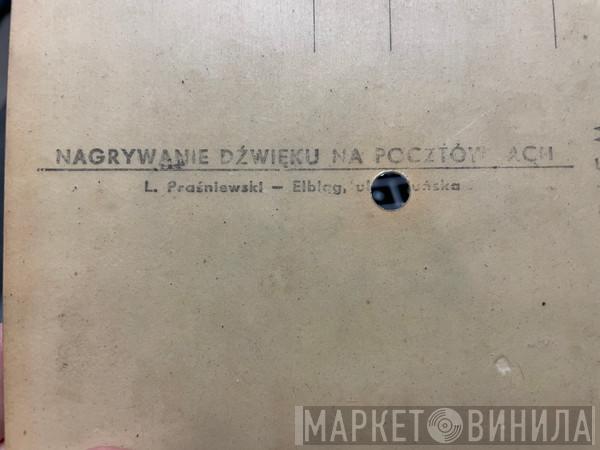 NAGRYWANIE DŹWIĘKU NA
L. Praśniewski — Elbląg,
МАРКЕТ ВИНИЛА